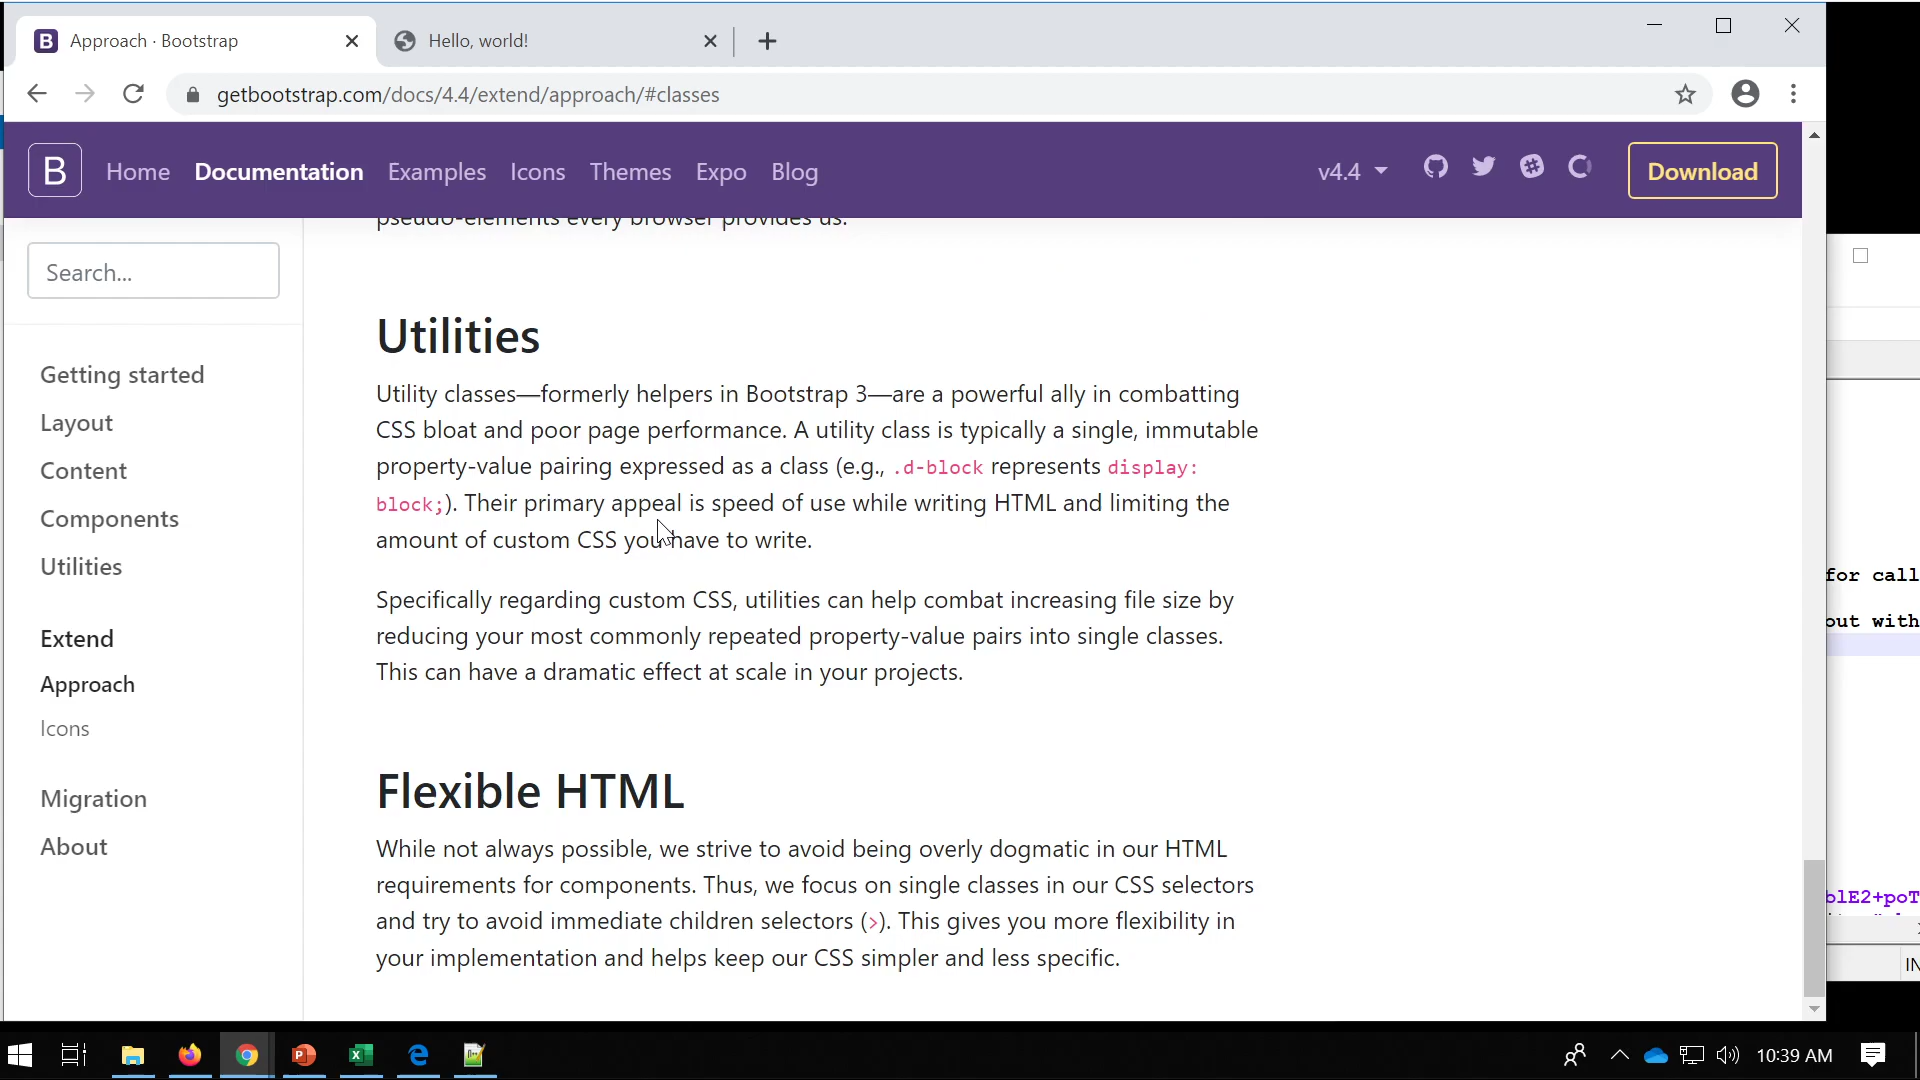 Approach · Bootstrap
Hello, world!
getbootstrap.com/docs/4.4/extend/approach/#classes
B Home Documentation Examples Icons Themes Expo Blog v4.4 Download
pseudo-elements every browser provides us.
Search...
Getting started
Layout
Content
Components
Utilities
Extend
Approach
Icons
Migration
About
Utilities
Utility classes—formerly helpers in Bootstrap 3—are a powerful ally in combatting
CSS bloat and poor page performance. A utility class is typically a single, immutable
property-value pairing expressed as a class (e.g., .d-block represents display:
block;). Their primary appeal is speed of use while writing HTML and limiting the
amount of custom CSS you have to write.
Specifically regarding custom CSS, utilities can help combat increasing file size by
reducing your most commonly repeated property-value pairs into single classes.
This can have a dramatic effect at scale in your projects.
Flexible HTML
While not always possible, we strive to avoid being overly dogmatic in our HTML
requirements for components. Thus, we focus on single classes in our CSS selectors
and try to avoid immediate children selectors (>). This gives you more flexibility in
your implementation and helps keep our CSS simpler and less specific.
for call
out with
blE2+poT
IN
10:39 AM